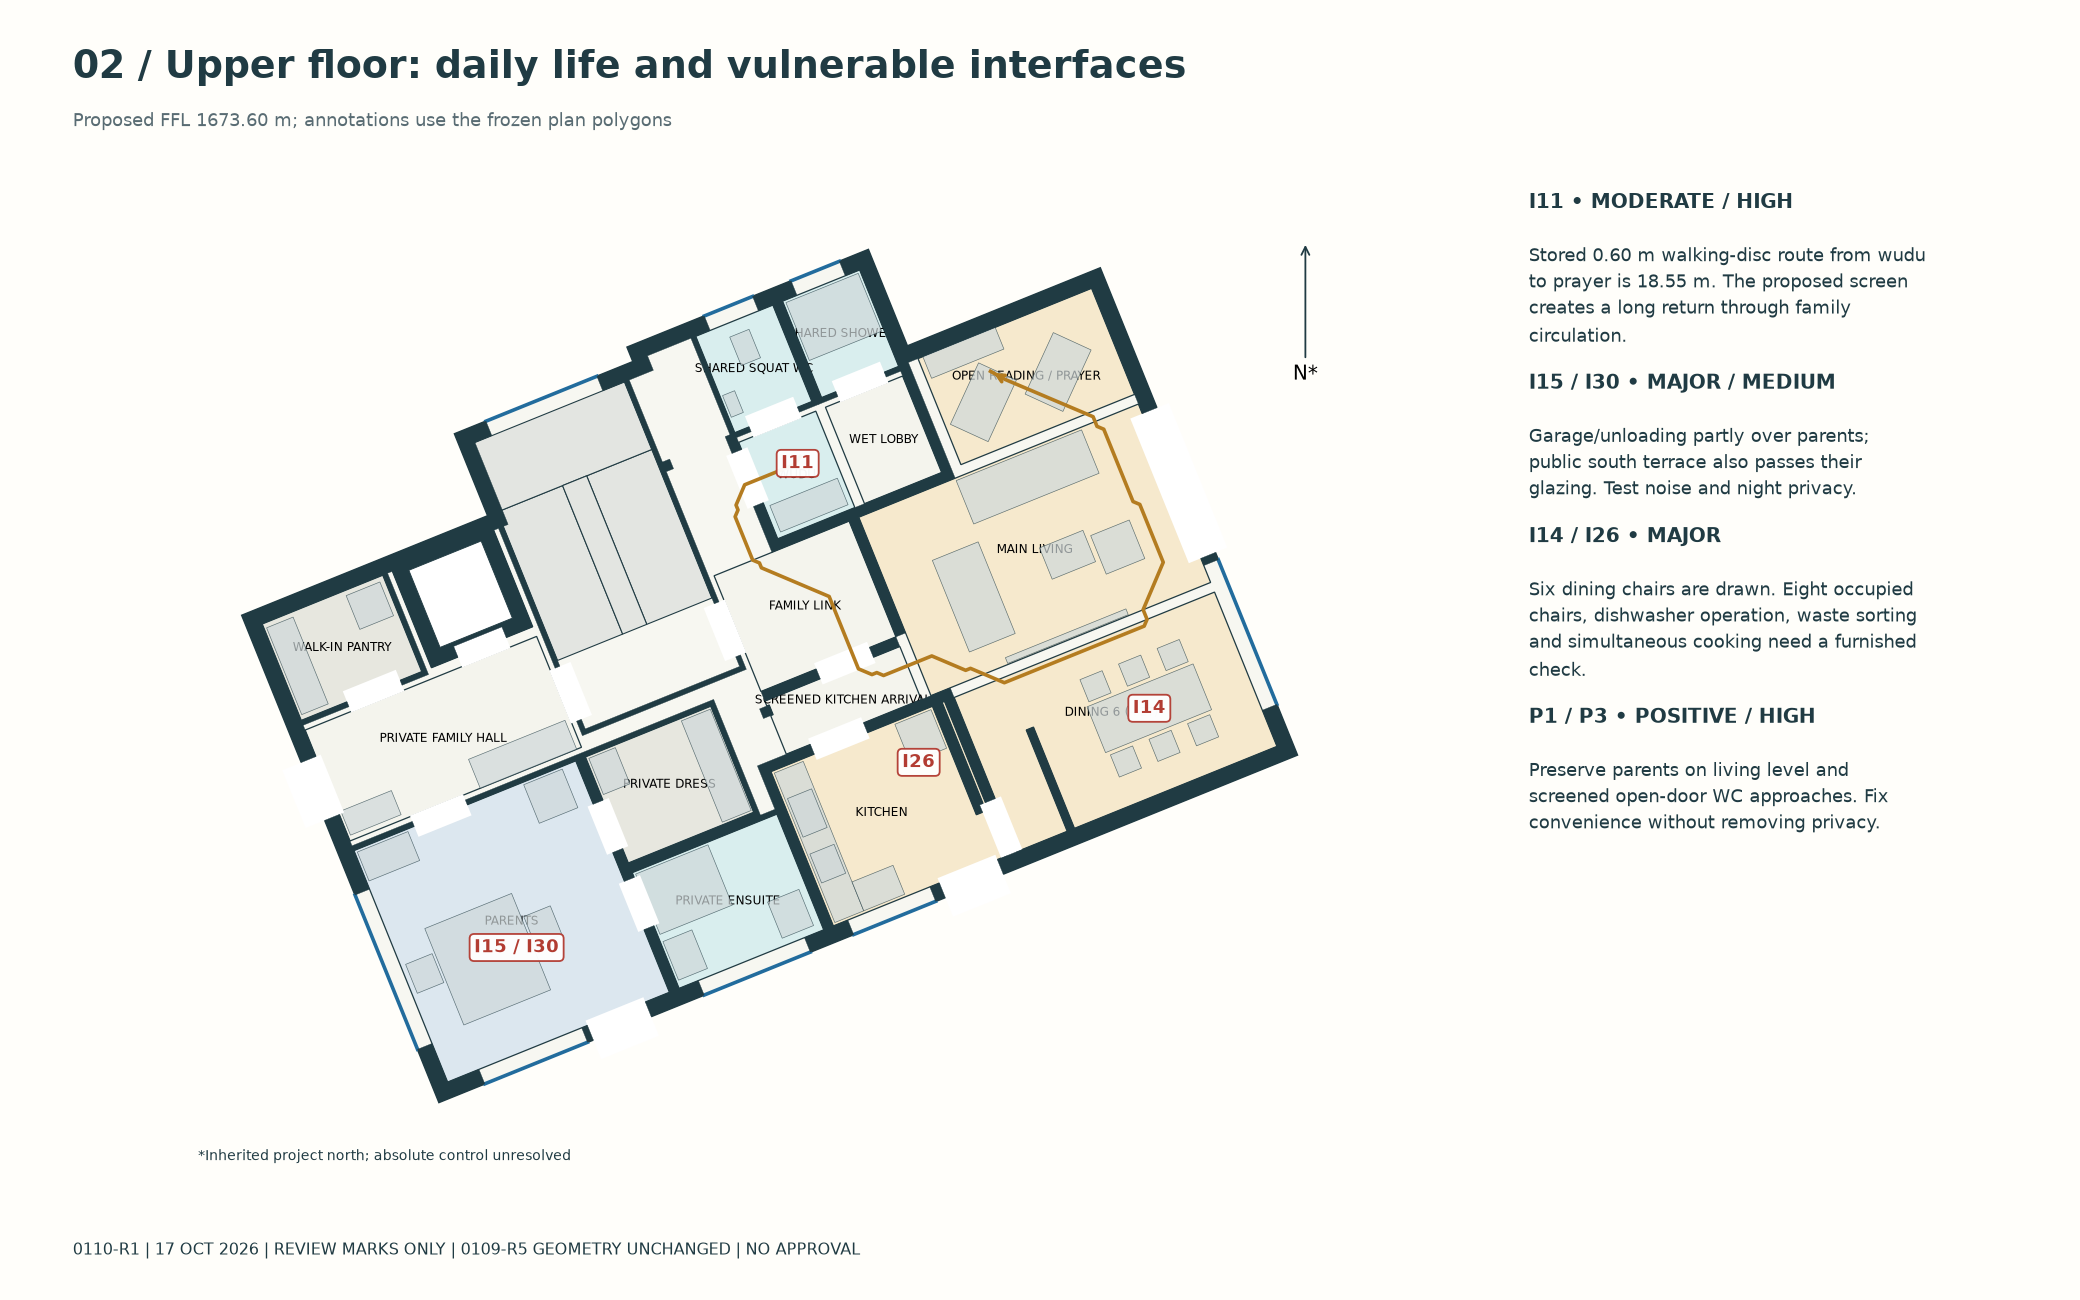 02 / Upper floor: daily life and vulnerable interfaces
Proposed FFL 1673.60 m; annotations use the frozen plan polygons
I11 • MODERATE / HIGH
Stored 0.60 m walking-disc route from wudu
to prayer is 18.55 m. The proposed screen
creates a long return through family
circulation.
I15 / I30 • MAJOR / MEDIUM
Garage/unloading partly over parents;
public south terrace also passes their
glazing. Test noise and night privacy.
I14 / I26 • MAJOR
Six dining chairs are drawn. Eight occupied
chairs, dishwasher operation, waste sorting
and simultaneous cooking need a furnished
check.
P1 / P3 • POSITIVE / HIGH
Preserve parents on living level and
screened open-door WC approaches. Fix
convenience without removing privacy.
N*
HARED SHOWE
SHARED SQUAT WC
OPEN READING / PRAYER
WET LOBBY
I11
MAIN LIVING
FAMILY LINK
WALK-IN PANTRY
SCREENED KITCHEN ARRIVAL
DINING 6
I14
PRIVATE FAMILY HALL
I26
PRIVATE DRESS
KITCHEN
PRIVATE ENSUITE
PARENTS
I15 / I30
*Inherited project north; absolute control unresolved
0110-R1 | 17 OCT 2026 | REVIEW MARKS ONLY | 0109-R5 GEOMETRY UNCHANGED | NO APPROVAL